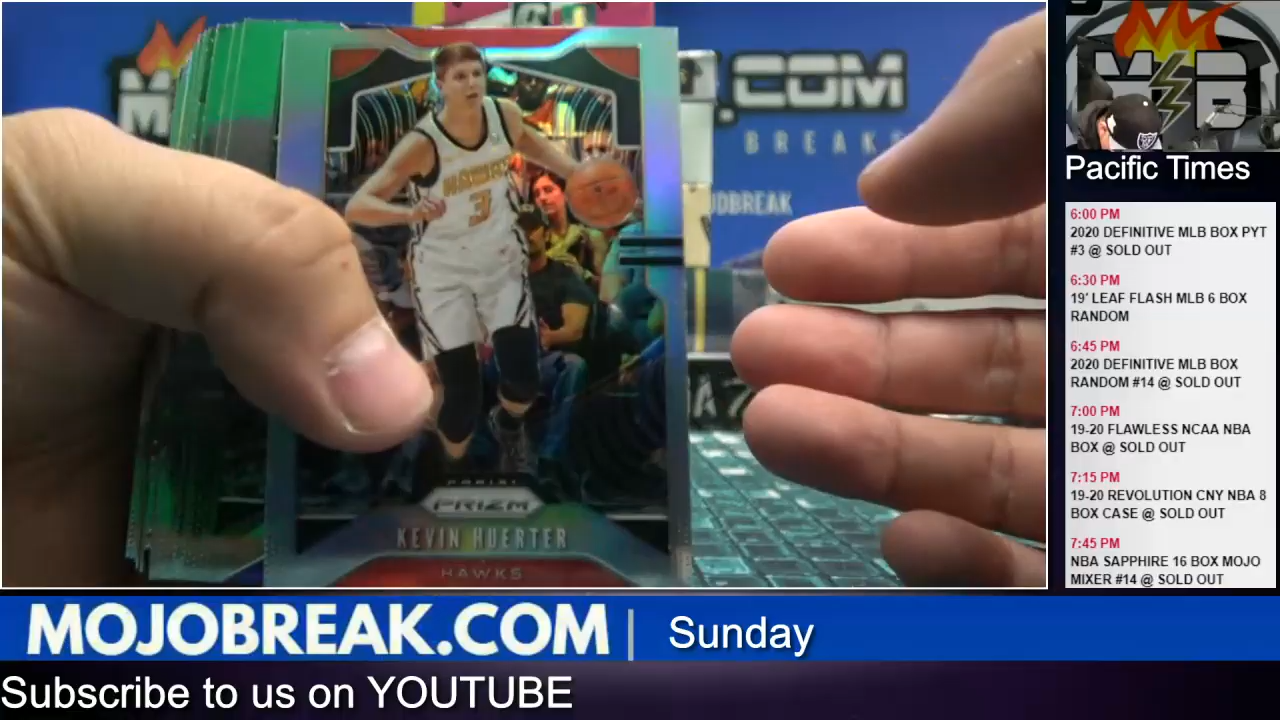 .COM
BREAKS
MOJOBREAK
HAWKS
3
PANINI
PRIZM
KEVIN HUERTER
HAWKS
Pacific Times
6:00 PM
2020 DEFINITIVE MLB BOX PYT
#3 @ SOLD OUT
6:30 PM
19' LEAF FLASH MLB 6 BOX
RANDOM
6:45 PM
2020 DEFINITIVE MLB BOX
RANDOM #14 @ SOLD OUT
7:00 PM
19-20 FLAWLESS NCAA NBA
BOX @ SOLD OUT
7:15 PM
19-20 REVOLUTION CNY NBA 8
BOX CASE @ SOLD OUT
7:45 PM
NBA SAPPHIRE 16 BOX MOJO
MIXER #14 @ SOLD OUT
MOJOBREAK.COM | Sunday
Subscribe to us on YOUTUBE